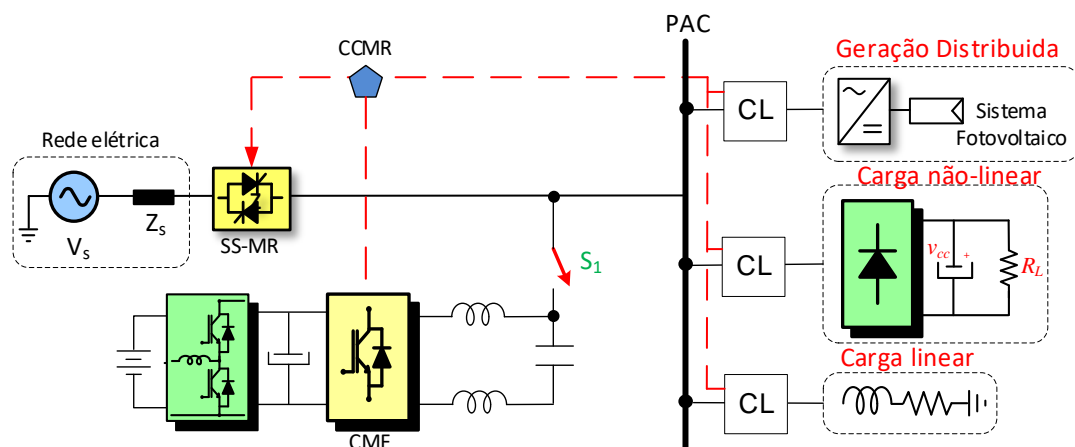 PAC
CCMR
Geração Distribuida
CL
Sistema
Fotovoltaico
Rede elétrica
V_s
Z_s
SS-MR
S_1
Carga não-linear
CL
v_cc
+
R_L
Carga linear
CL
CMF